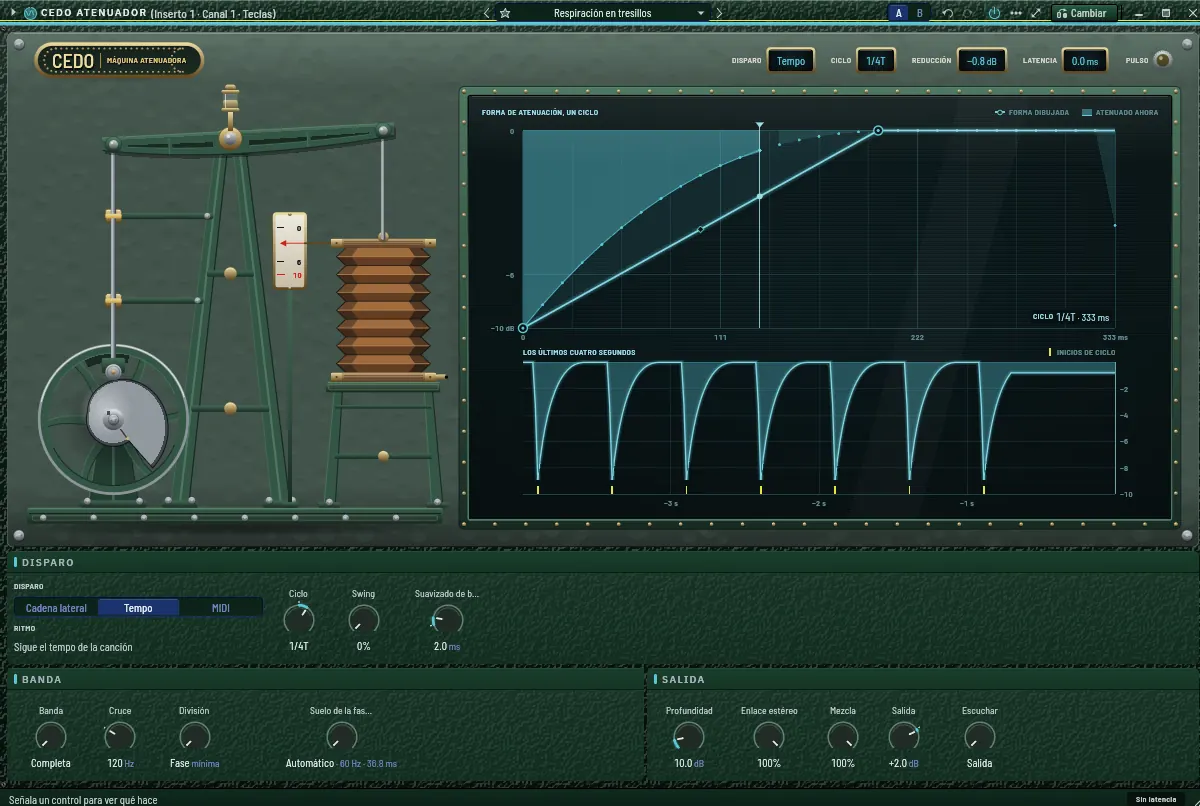 CEDO ATENUADOR (Inserto 1 · Canal 1 · Teclas)
Respiración en tresillos
A B
Cambiar
CEDO MÁQUINA ATENUADORA
DISPARO Tempo CICLO 1/4T REDUCCIÓN −0.8 dB LATENCIA 0.0 ms PULSO
FORMA DE ATENUACIÓN, UN CICLO
FORMA DIBUJADA ATENUADO AHORA
0
−6
−10 dB
0 111 222 333 ms
CICLO 1/4T · 333 ms
0
6
10
LOS ÚLTIMOS CUATRO SEGUNDOS
INICIOS DE CICLO
−2
−4
−6
−8
−10
−3 s −2 s −1 s
DISPARO
DISPARO
Cadena lateral Tempo MIDI
RITMO
Sigue el tempo de la canción
Ciclo Swing Suavizado de b...
1/4T 0% 2.0 ms
BANDA
Banda Cruce División Suelo de la fas...
Completa 120 Hz Fase mínima Automático · 60 Hz · 36.8 ms
SALIDA
Profundidad Enlace estéreo Mezcla Salida Escuchar
10.0 dB 100% 100% +2.0 dB Salida
Señala un control para ver qué hace
Sin latencia